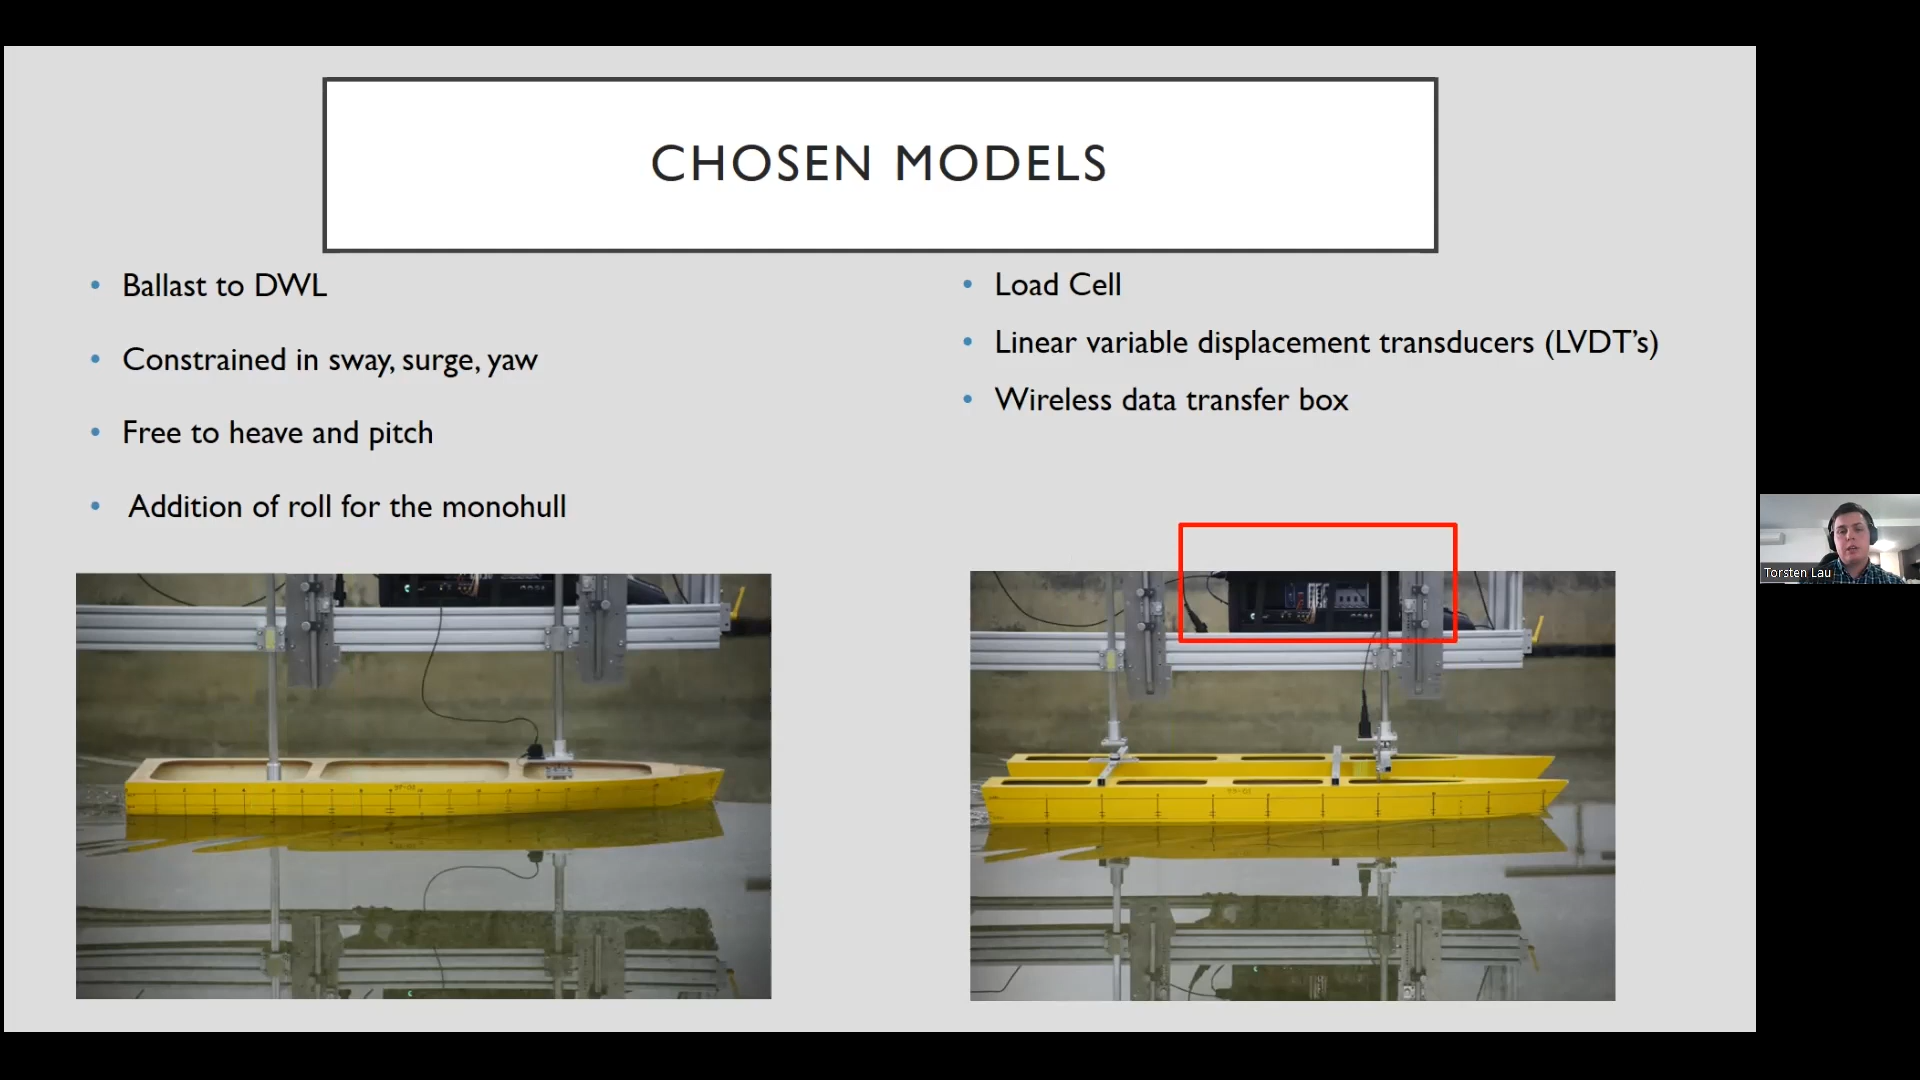 CHOSEN MODELS
• Ballast to DWL
• Constrained in sway, surge, yaw
• Free to heave and pitch
• Addition of roll for the monohull
• Load Cell
• Linear variable displacement transducers (LVDT’s)
• Wireless data transfer box
Torsten Lau